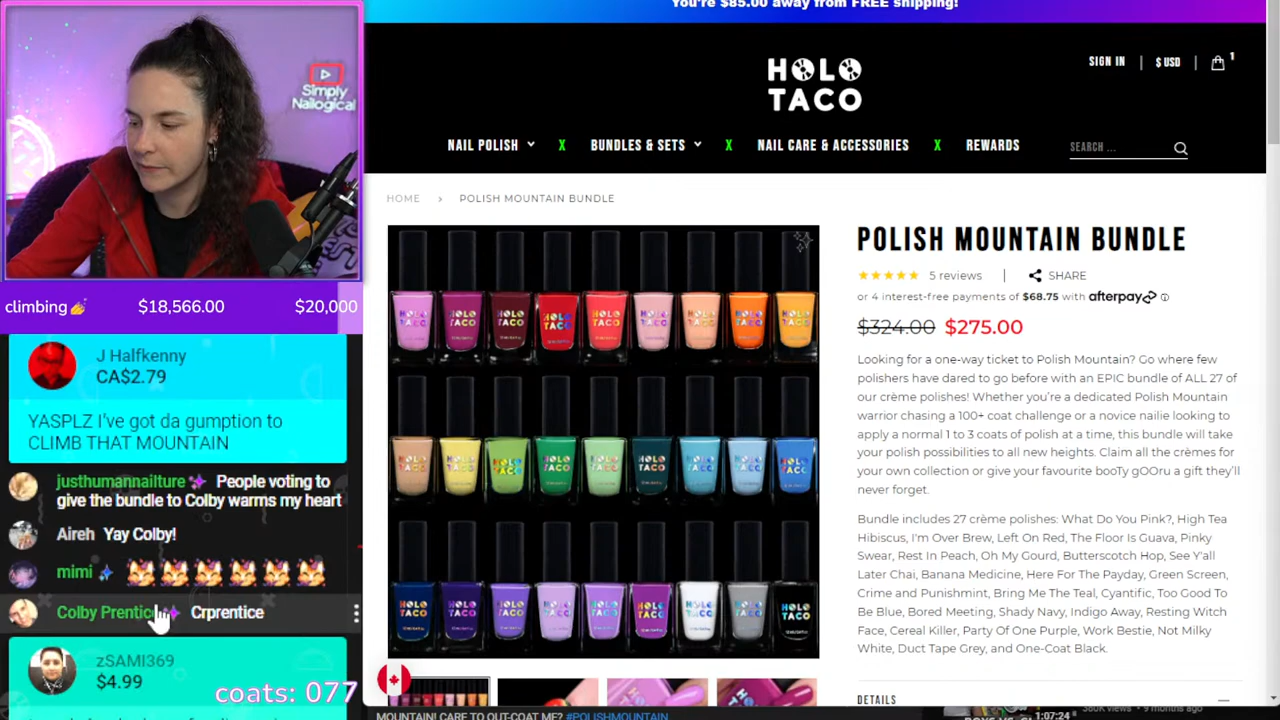 You're $85.00 away from FREE shipping!
Simply
Nailogical
HOLO
TACO
SIGN IN
$ USD
1
NAIL POLISH
X
BUNDLES & SETS
X
NAIL CARE & ACCESSORIES
X
REWARDS
SEARCH ...
HOME > POLISH MOUNTAIN BUNDLE
POLISH MOUNTAIN BUNDLE
5 reviews
SHARE
or 4 interest-free payments of $68.75 with afterpay
$324.00 $275.00
Looking for a one-way ticket to Polish Mountain? Go where few
polishers have dared to go before with an EPIC bundle of ALL 27 of
our crème polishes! Whether you're a dedicated Polish Mountain
warrior chasing a 100+ coat challenge or a novice nailie looking to
apply a normal 1 to 3 coats of polish at a time, this bundle will take
your polish possibilities to all new heights. Claim all the crèmes for
your own collection or give your favourite booTy gOOru a gift they'll
never forget.
Bundle includes 27 crème polishes: What Do You Pink?, High Tea
Hibiscus, I'm Over Brew, Left On Red, The Floor Is Guava, Pinky
Swear, Rest In Peach, Oh My Gourd, Butterscotch Hop, See Y'all
Later Chai, Banana Medicine, Here For The Payday, Green Screen,
Crime and Punishmint, Bring Me The Teal, Cyantific, Too Good To
Be Blue, Bored Meeting, Shady Navy, Indigo Away, Resting Witch
Face, Cereal Killer, Party Of One Purple, Work Bestie, Not Milky
White, Duct Tape Grey, and One-Coat Black.
DETAILS
climbing
$18,566.00
$20,000
J Halfkenny
CA$2.79
YASPLZ I've got da gumption to
CLIMB THAT MOUNTAIN
justhumannailture People voting to
give the bundle to Colby warms my heart
Aireh Yay Colby!
mimi
Colby Prentic Crprentice
zSAMI369
$4.99
coats: 077
MOUNTAIN! CARE TO OUT-COAT ME? #POLISHMOUNTAIN
1:07:24
380K views • 9 months ago